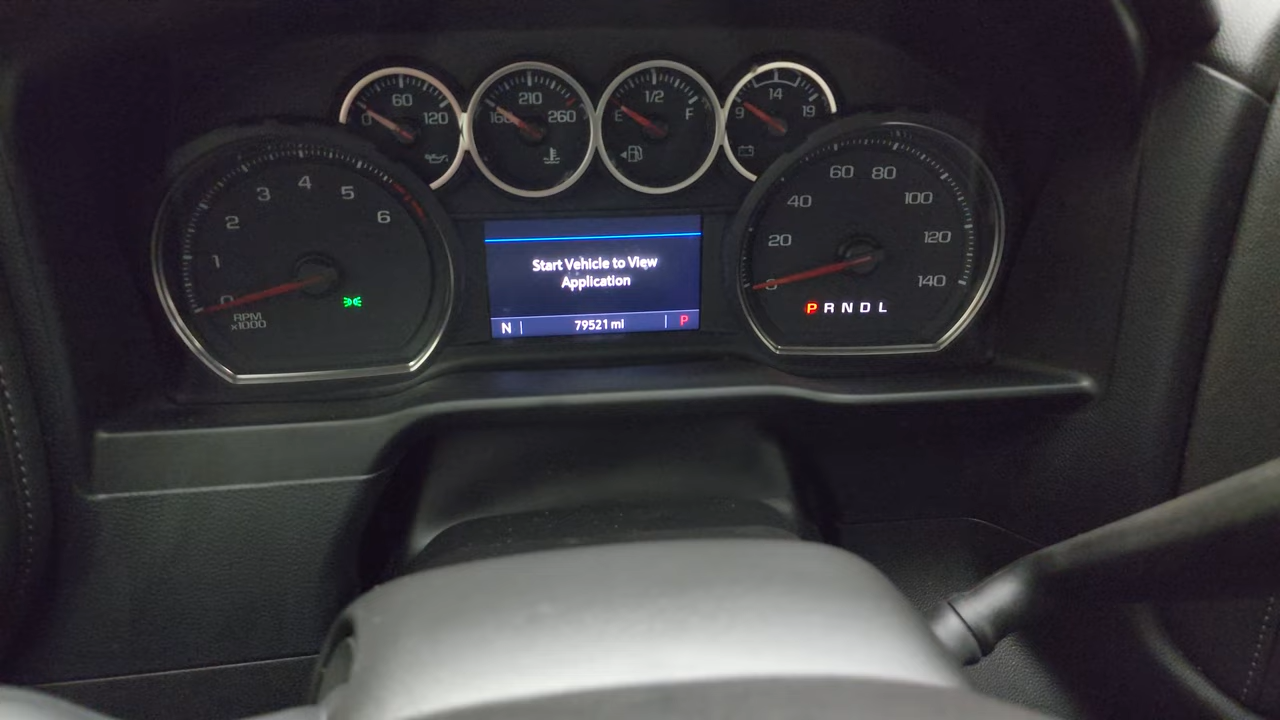 60
0 120
210
160 260
1/2
E F
14
9 19
0 1 2 3 4 5 6
RPM
x1000
Start Vehicle to View
Application
N 79521 mi P
0 20 40 60 80 100 120 140
P R N D L